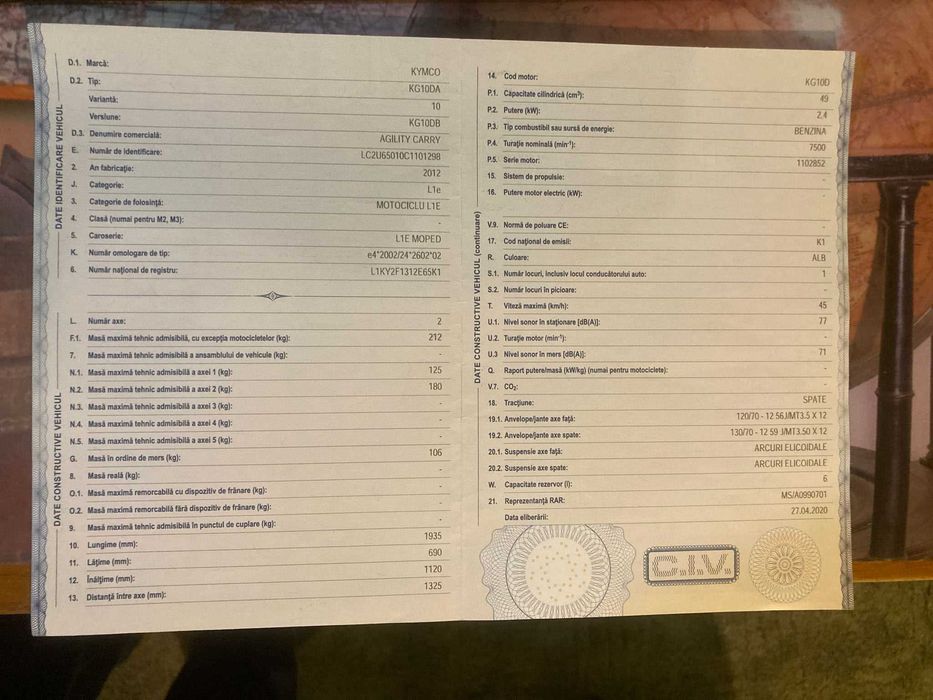 DATE IDENTIFICARE VEHICUL
D.1. Marcă: KYMCO
D.2. Tip: KG10DA
Variantă: 10
Versiune: KG10DB
D.3. Denumire comercială: AGILITY CARRY
E. Număr de identificare: LC2U65010C1101298
2. An fabricație: 2012
J. Categorie: L1e
3. Categorie de folosință: MOTOCICLU L1E
4. Clasă (numai pentru M2, M3): -
5. Caroserie: L1E MOPED
K. Număr omologare de tip: e4*2002/24*2602*02
6. Număr național de registru: L1KY2F1312E65K1
DATE CONSTRUCTIVE VEHICUL
L. Număr axe: 2
F.1. Masă maximă tehnic admisibilă, cu excepția motocicletelor (kg): 212
7. Masă maximă tehnic admisibilă a ansamblului de vehicule (kg): -
N.1. Masă maximă tehnic admisibilă a axei 1 (kg): 125
N.2. Masă maximă tehnic admisibilă a axei 2 (kg): 180
N.3. Masă maximă tehnic admisibilă a axei 3 (kg): -
N.4. Masă maximă tehnic admisibilă a axei 4 (kg): -
N.5. Masă maximă tehnic admisibilă a axei 5 (kg): -
G. Masă în ordine de mers (kg): 106
8. Masă reală (kg): -
O.1. Masă maximă remorcabilă cu dispozitiv de frânare (kg): -
O.2. Masă maximă remorcabilă fără dispozitiv de frânare (kg): -
9. Masă maximă tehnic admisibilă în punctul de cuplare (kg): -
10. Lungime (mm): 1935
11. Lățime (mm): 690
12. Înălțime (mm): 1120
13. Distanță între axe (mm): 1325
DATE CONSTRUCTIVE VEHICUL (continuare)
14. Cod motor: KG10D
P.1. Capacitate cilindrică (cm³): 49
P.2. Putere (kW): 2,4
P.3. Tip combustibil sau sursă de energie: BENZINA
P.4. Turație nominală (min⁻¹): 7500
P.5. Serie motor: 1102852
15. Sistem de propulsie: -
16. Putere motor electric (kW): -
V.9. Normă de poluare CE: -
17. Cod național de emisii: K1
R. Culoare: ALB
S.1. Număr locuri, inclusiv locul conducătorului auto: 1
S.2. Număr locuri în picioare: -
T. Viteză maximă (km/h): 45
U.1. Nivel sonor în staționare [dB(A)]: 77
U.2. Turație motor (min⁻¹): -
U.3 Nivel sonor în mers [dB(A)]: 71
Q. Raport putere/masă (kW/kg) (numai pentru motociclete): -
V.7. CO₂: -
18. Tracțiune: SPATE
19.1. Anvelope/jante axe față: 120/70 - 12 56J/MT3.5 X 12
19.2. Anvelope/jante axe spate: 130/70 - 12 59 J/MT3.50 X 12
20.1. Suspensie axe față: ARCURI ELICOIDALE
20.2. Suspensie axe spate: ARCURI ELICOIDALE
W. Capacitate rezervor (l): 6
21. Reprezentanță RAR: MS/A0990701
Data eliberării: 27.04.2020
C.I.V.